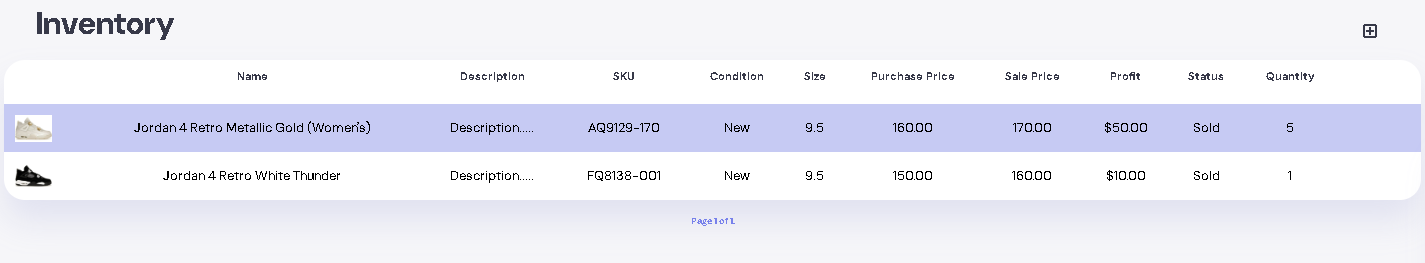 Inventory
Name Description SKU Condition Size Purchase Price Sale Price Profit Status Quantity
Jordan 4 Retro Metallic Gold (Women's) Description..... AQ9129-170 New 9.5 160.00 170.00 $50.00 Sold 5
Jordan 4 Retro White Thunder Description..... FQ8138-001 New 9.5 150.00 160.00 $10.00 Sold 1
Page 1 of 1.